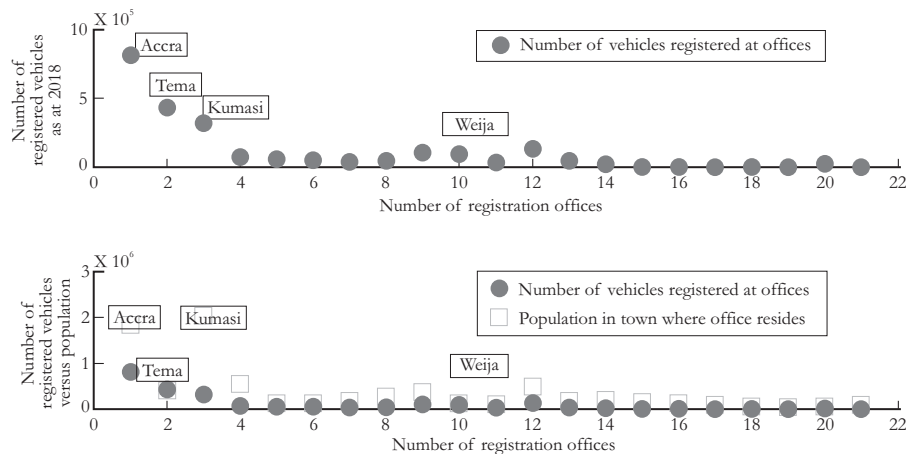 X 10⁵
10
5
0
Number of
registered vehicles
as at 2018
Accra
Tema
Kumasi
Weija
Number of vehicles registered at offices
0 2 4 6 8 10 12 14 16 18 20 22
Number of registration offices
X 10⁶
3
2
1
0
Number of
registered vehicles
versus population
Accra
Kumasi
Tema
Weija
Number of vehicles registered at offices
Population in town where office resides
0 2 4 6 8 10 12 14 16 18 20 22
Number of registration offices